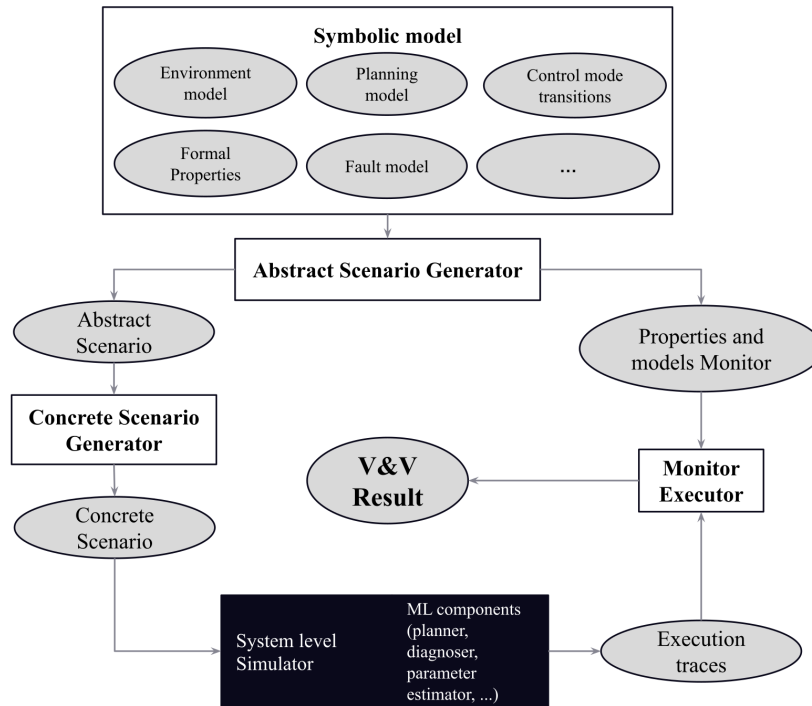 Symbolic model
Environment
model
Planning
model
Control mode
transitions
Formal
Properties
Fault model
...
Abstract Scenario Generator
Abstract
Scenario
Properties and
models Monitor
Concrete Scenario
Generator
V&V
Result
Monitor
Executor
Concrete
Scenario
System level
Simulator
ML components
(planner,
diagnoser,
parameter
estimator, ...)
Execution
traces